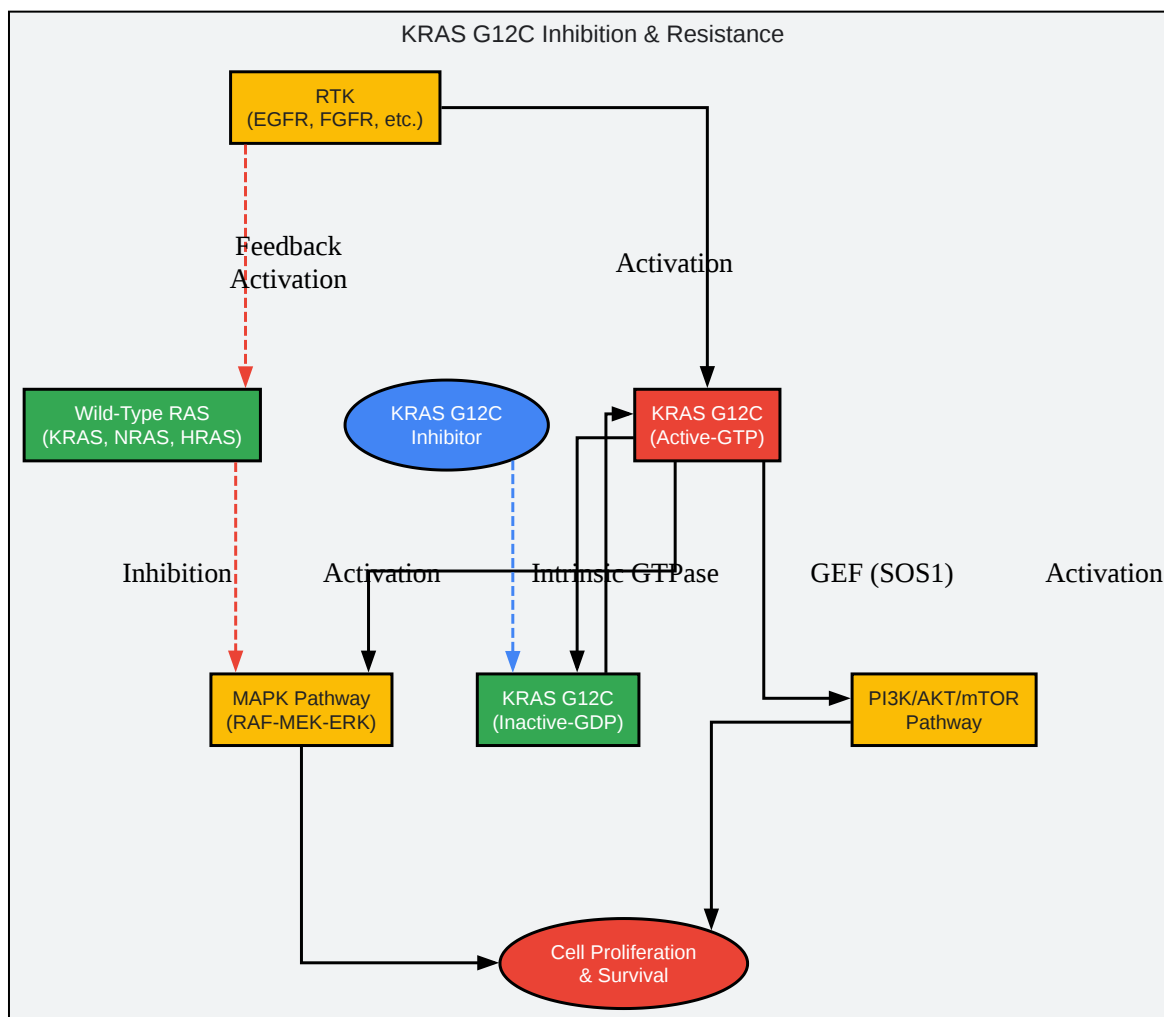 KRAS G12C Inhibition & Resistance
RTK
(EGFR, FGFR, etc.)
Feedback
Activation
Activation
Wild-Type RAS
(KRAS, NRAS, HRAS)
KRAS G12C
Inhibitor
KRAS G12C
(Active-GTP)
Inhibition
Activation
Intrinsic GTPase
GEF (SOS1)
Activation
MAPK Pathway
(RAF-MEK-ERK)
KRAS G12C
(Inactive-GDP)
PI3K/AKT/mTOR
Pathway
Cell Proliferation
& Survival